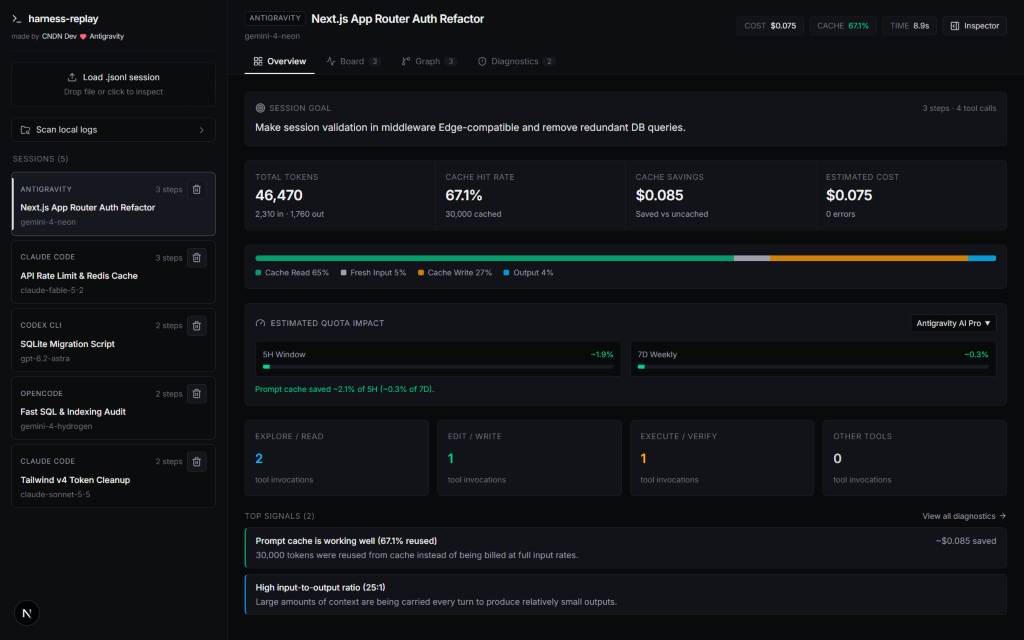 harness-replay
made by CNDN Dev ❤ Antigravity
Load .jsonl session
Drop file or click to inspect
Scan local logs
SESSIONS (5)
ANTIGRAVITY 3 steps
Next.js App Router Auth Refactor
gemini-4-neon
CLAUDE CODE 3 steps
API Rate Limit & Redis Cache
claude-fable-5-2
CODEX CLI 2 steps
SQLite Migration Script
gpt-6.2-astra
OPENCODE 2 steps
Fast SQL & Indexing Audit
gemini-4-hydrogen
CLAUDE CODE 2 steps
Tailwind v4 Token Cleanup
claude-sonnet-5-5
N
ANTIGRAVITY Next.js App Router Auth Refactor
gemini-4-neon
COST $0.075 CACHE 67.1% TIME 8.9s Inspector
Overview Board 3 Graph 3 Diagnostics 2
SESSION GOAL 3 steps · 4 tool calls
Make session validation in middleware Edge-compatible and remove redundant DB queries.
TOTAL TOKENS CACHE HIT RATE CACHE SAVINGS ESTIMATED COST
46,470 67.1% $0.085 $0.075
2,310 in · 1,760 out 30,000 cached Saved vs uncached 0 errors
Cache Read 65% Fresh Input 5% Cache Write 27% Output 4%
ESTIMATED QUOTA IMPACT Antigravity AI Pro ▼
5H Window ~1.9% 7D Weekly ~0.3%
Prompt cache saved ~2.1% of 5H (~0.3% of 7D).
EXPLORE / READ EDIT / WRITE EXECUTE / VERIFY OTHER TOOLS
2 1 1 0
tool invocations tool invocations tool invocations tool invocations
TOP SIGNALS (2) View all diagnostics →
Prompt cache is working well (67.1% reused) ~$0.085 saved
30,000 tokens were reused from cache instead of being billed at full input rates.
High input-to-output ratio (25:1)
Large amounts of context are being carried every turn to produce relatively small outputs.